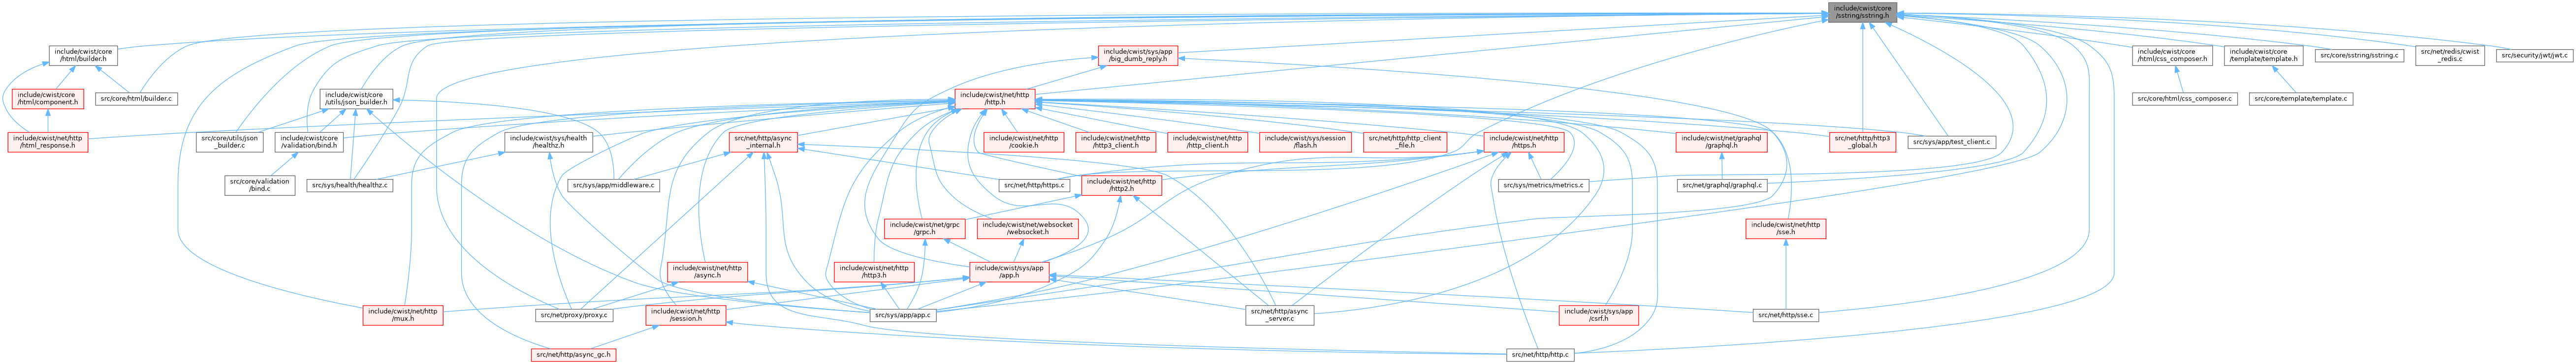 include/cwist/core
/sstring/sstring.h
include/cwist/core
/html/builder.h
include/cwist/sys/app
/big_dumb_reply.h
include/cwist/core
/html/css_composer.h
include/cwist/core
/template/template.h
src/core/sstring/sstring.c
src/net/redis/cwist
_redis.c
src/security/jwt/jwt.c
include/cwist/core
/html/component.h
src/core/html/builder.c
include/cwist/core
/utils/json_builder.h
include/cwist/net/http
/http.h
src/core/html/css_composer.c
src/core/template/template.c
include/cwist/net/http
/html_response.h
src/core/utils/json
_builder.c
include/cwist/core
/validation/bind.h
include/cwist/sys/health
/healthz.h
src/net/http/async
_internal.h
include/cwist/net/http
/cookie.h
include/cwist/net/http
/http3_client.h
include/cwist/net/http
/http_client.h
include/cwist/sys/session
/flash.h
src/net/http/http_client
_file.h
include/cwist/net/http
/https.h
include/cwist/net/graphql
/graphql.h
src/net/http/http3
_global.h
src/sys/app/test_client.c
src/core/validation
/bind.c
src/sys/health/healthz.c
src/sys/app/middleware.c
src/net/http/https.c
include/cwist/net/http
/http2.h
src/sys/metrics/metrics.c
src/net/graphql/graphql.c
include/cwist/net/grpc
/grpc.h
include/cwist/net/websocket
/websocket.h
include/cwist/net/http
/sse.h
include/cwist/net/http
/async.h
include/cwist/net/http
/http3.h
include/cwist/sys/app
/app.h
include/cwist/net/http
/mux.h
src/net/proxy/proxy.c
include/cwist/net/http
/session.h
src/sys/app/app.c
src/net/http/async
_server.c
include/cwist/sys/app
/csrf.h
src/net/http/sse.c
src/net/http/async_gc.h
src/net/http/http.c